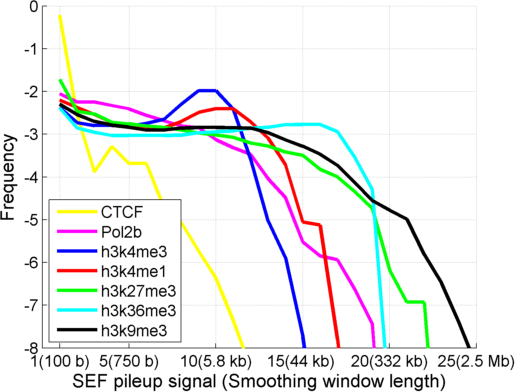 0
-1
-2
-3
-4
-5
-6
-7
-8
Frequency
CTCF
Pol2b
h3k4me3
h3k4me1
h3k27me3
h3k36me3
h3k9me3
1(100 b) 5(750 b) 10(5.8 kb) 15(44 kb) 20(332 kb) 25(2.5 Mb)
SEF pileup signal (Smoothing window length)